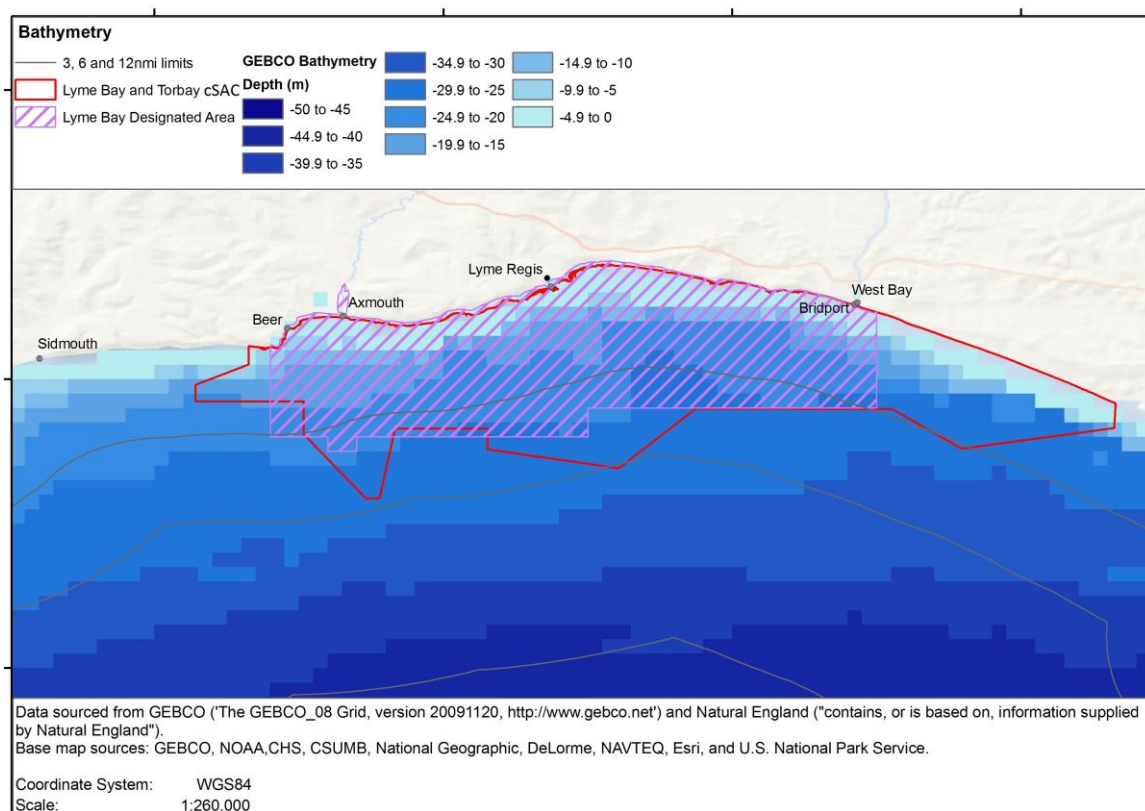 Bathymetry
3, 6 and 12nmi limits
Lyme Bay and Torbay cSAC
Lyme Bay Designated Area
GEBCO Bathymetry
Depth (m)
-50 to -45
-44.9 to -40
-39.9 to -35
-34.9 to -30
-29.9 to -25
-24.9 to -20
-19.9 to -15
-14.9 to -10
-9.9 to -5
-4.9 to 0
Lyme Regis
West Bay
Bridport
Axmouth
Beer
Sidmouth
Data sourced from GEBCO ('The GEBCO_08 Grid, version 20091120, http://www.gebco.net') and Natural England ("contains, or is based on, information supplied
by Natural England").
Base map sources: GEBCO, NOAA,CHS, CSUMB, National Geographic, DeLorme, NAVTEQ, Esri, and U.S. National Park Service.
Coordinate System: WGS84
Scale: 1:260,000